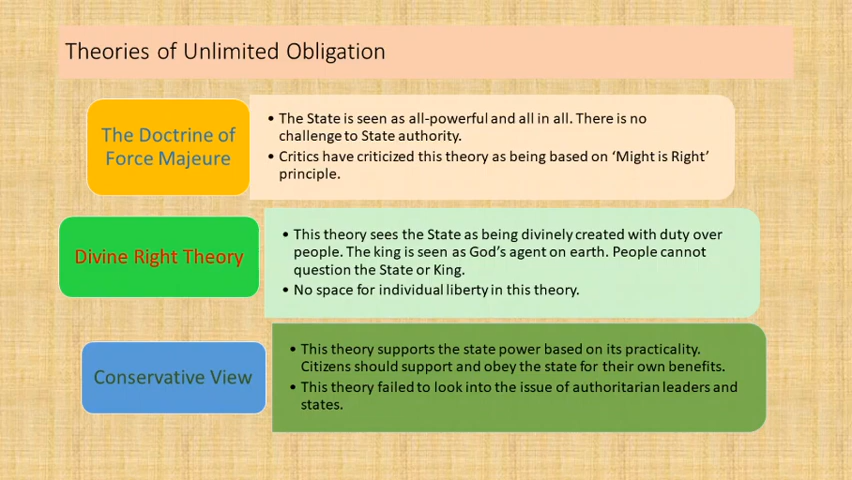 Theories of Unlimited Obligation
The Doctrine of
Force Majeure
• The State is seen as all-powerful and all in all. There is no
challenge to State authority.
• Critics have criticized this theory as being based on ‘Might is Right’
principle.
Divine Right Theory
• This theory sees the State as being divinely created with duty over
people. The king is seen as God’s agent on earth. People cannot
question the State or King.
• No space for individual liberty in this theory.
Conservative View
• This theory supports the state power based on its practicality.
Citizens should support and obey the state for their own benefits.
• This theory failed to look into the issue of authoritarian leaders and
states.